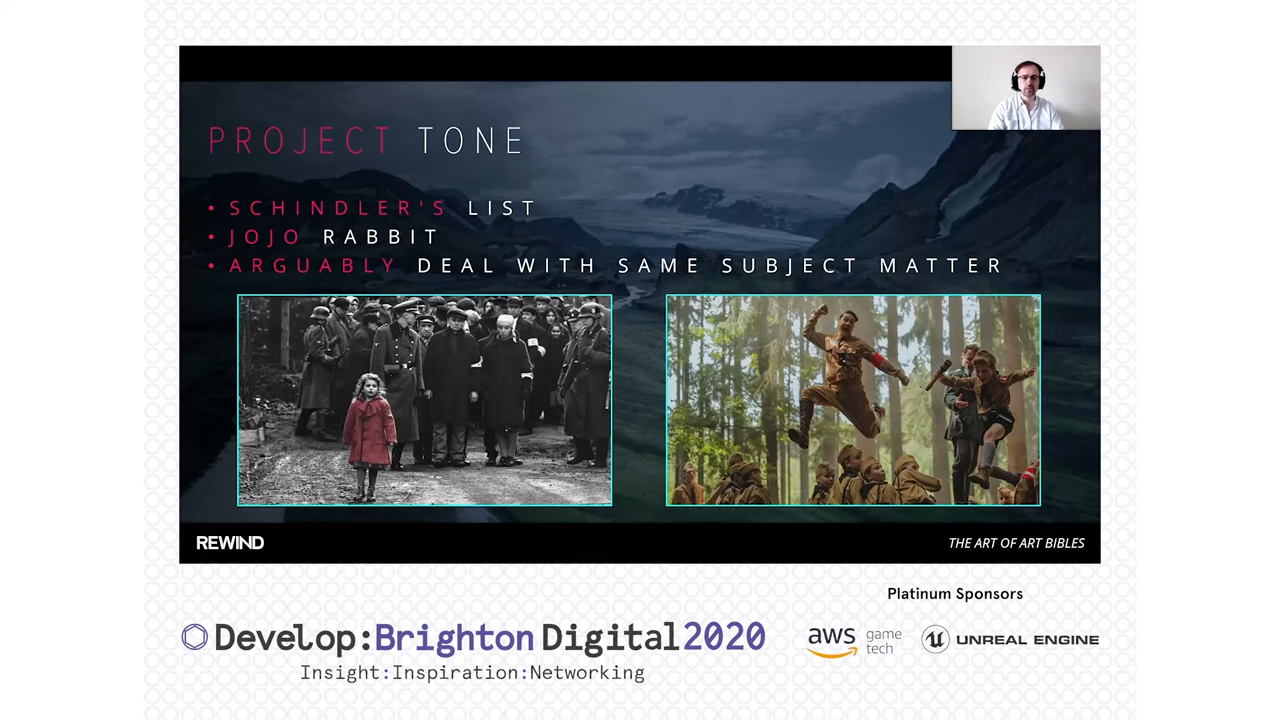 PROJECT TONE
• SCHINDLER'S LIST
• JOJO RABBIT
• ARGUABLY DEAL WITH SAME SUBJECT MATTER
REWIND
THE ART OF ART BIBLES
Platinum Sponsors
Develop:Brighton Digital 2020
Insight:Inspiration:Networking
aws game tech
UNREAL ENGINE